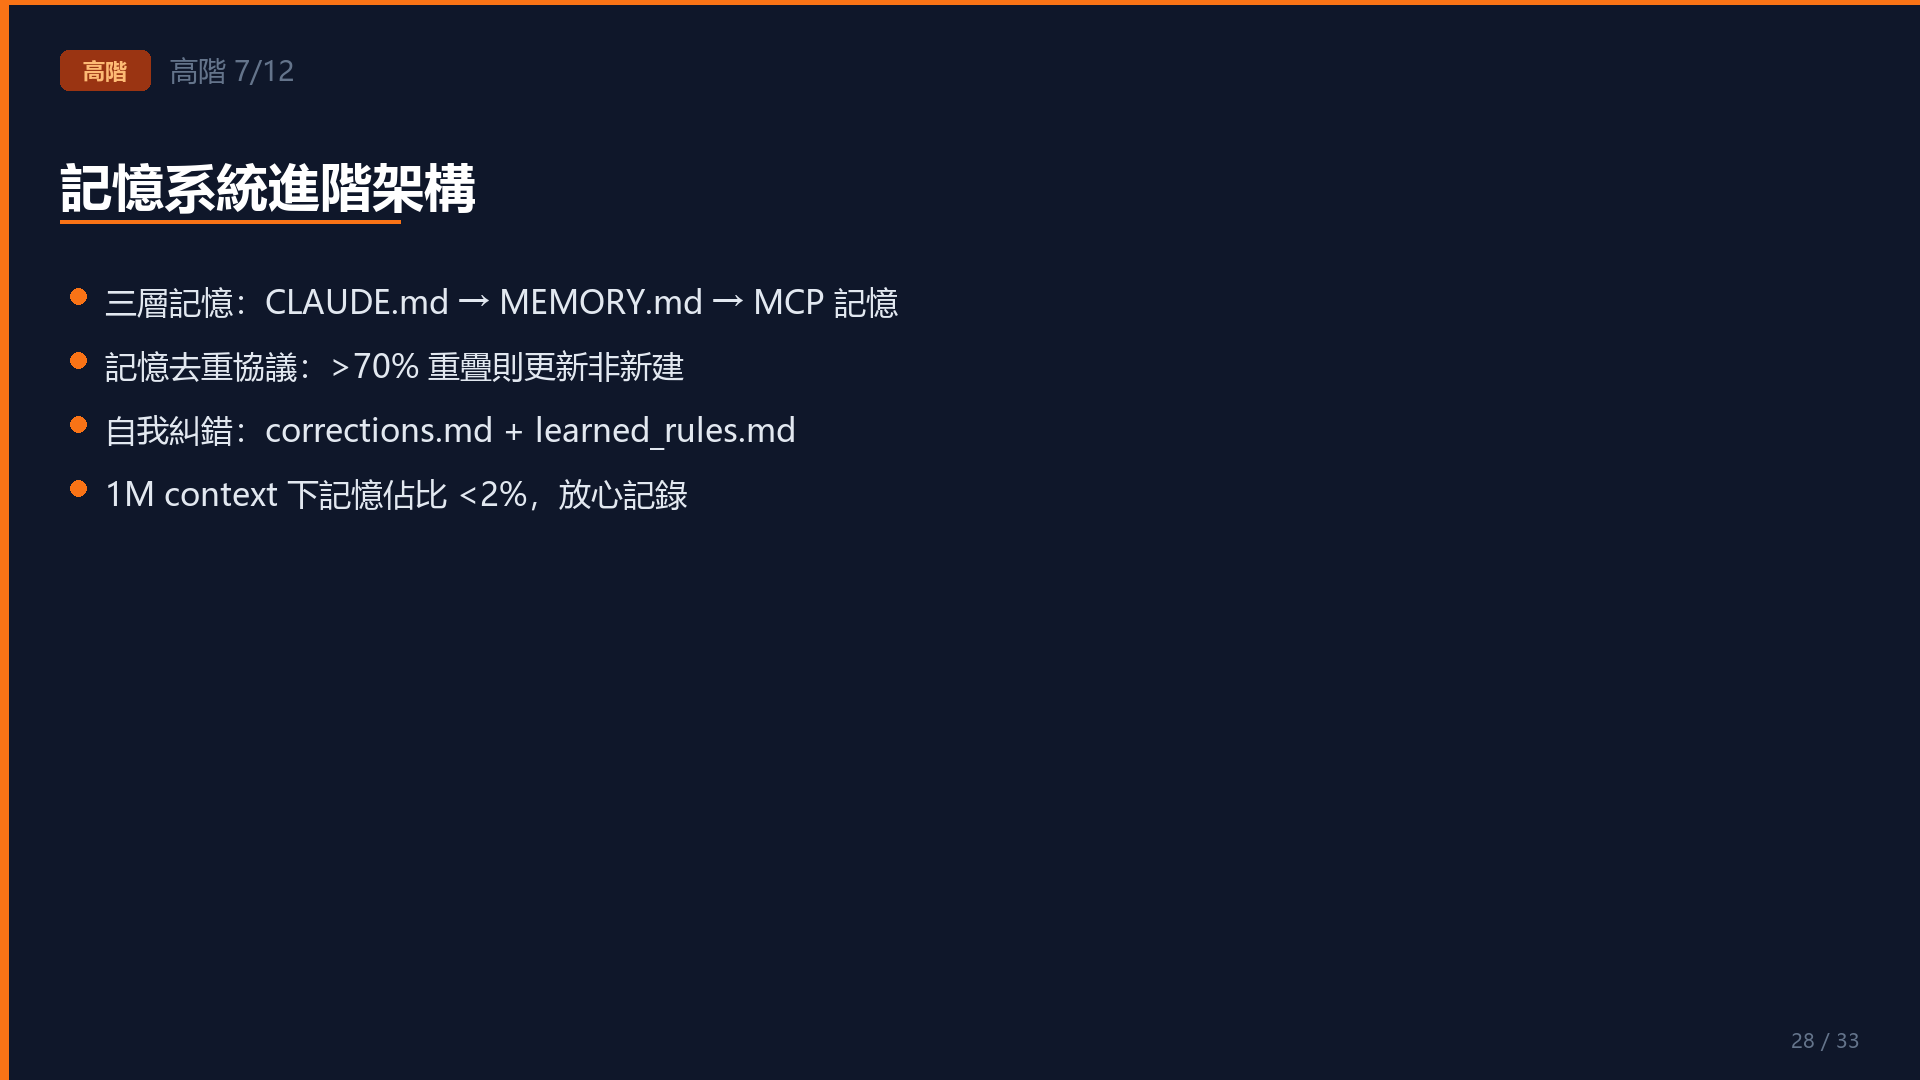 高階
高階 7/12
記憶系統進階架構
三層記憶：CLAUDE.md → MEMORY.md → MCP 記憶
記憶去重協議：>70% 重疊則更新非新建
自我糾錯：corrections.md + learned_rules.md
1M context 下記憶佔比 <2%，放心記錄
28 / 33